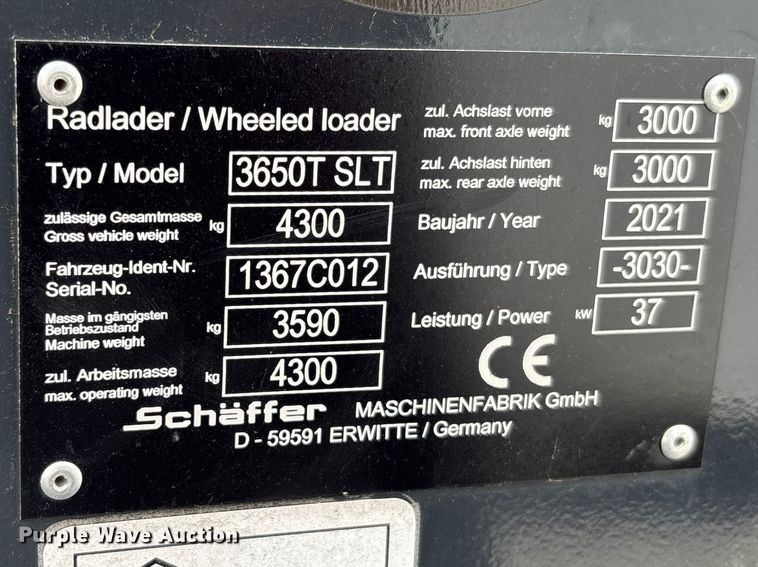 Radlader / Wheeled loader
Typ / Model 3650T SLT
zulässige Gesamtmasse
Gross vehicle weight kg 4300
Fahrzeug-Ident-Nr.
Serial-No. 1367C012
Masse im gängigsten
Betriebszustand
Machine weight kg 3590
zul. Arbeitsmasse
max. operating weight kg 4300
zul. Achslast vorne
max. front axle weight kg 3000
zul. Achslast hinten
max. rear axle weight kg 3000
Baujahr / Year 2021
Ausführung / Type -3030-
Leistung / Power kW 37
CE
Schäffer MASCHINENFABRIK GmbH
D - 59591 ERWITTE / Germany
Purple Wave Auction